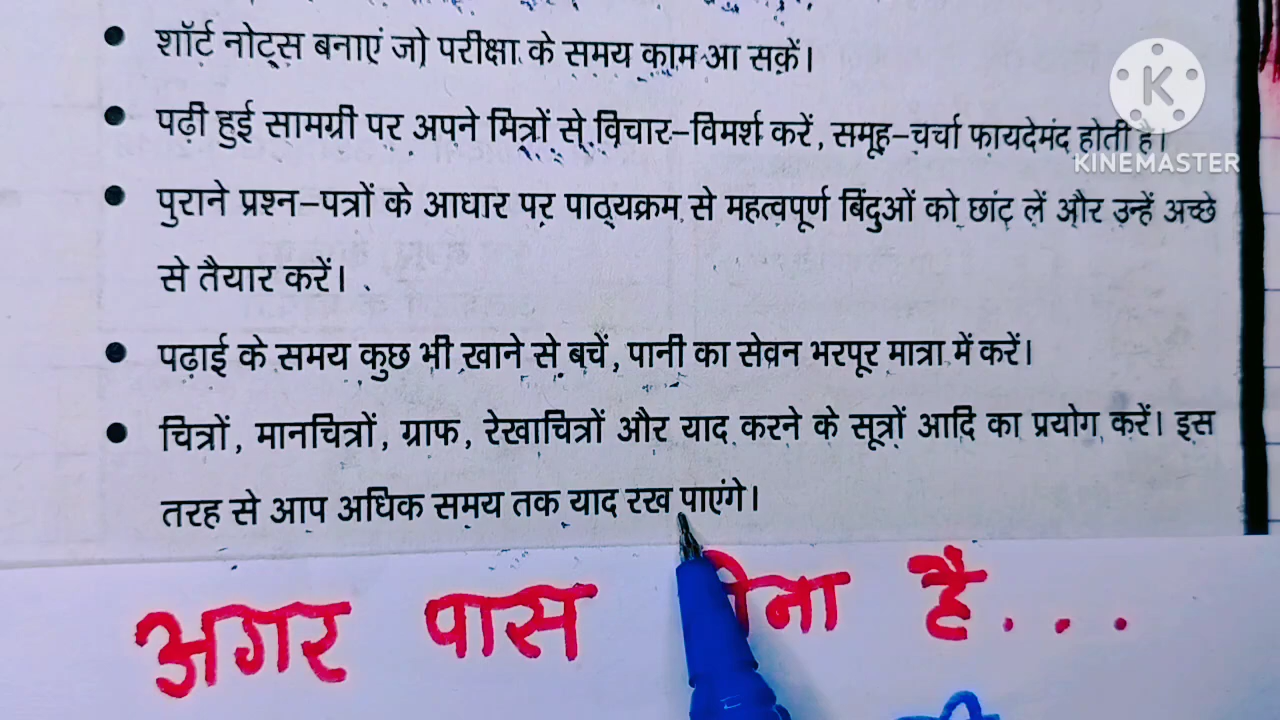 शॉर्ट नोट्स बनाएं जो परीक्षा के समय काम आ सकें।
पढ़ी हुई सामग्री पर अपने मित्रों से विचार-विमर्श करें, समूह-चर्चा फायदेमंद होती है।
KINEMASTER
पुराने प्रश्न-पत्रों के आधार पर पाठ्यक्रम से महत्वपूर्ण बिंदुओं को छांट लें और उन्हें अच्छे
से तैयार करें।
पढ़ाई के समय कुछ भी खाने से बचें, पानी का सेवन भरपूर मात्रा में करें।
चित्रों, मानचित्रों, ग्राफ, रेखाचित्रों और याद करने के सूत्रों आदि का प्रयोग करें। इस
तरह से आप अधिक समय तक याद रख पाएंगे।
अगर पास होना है...